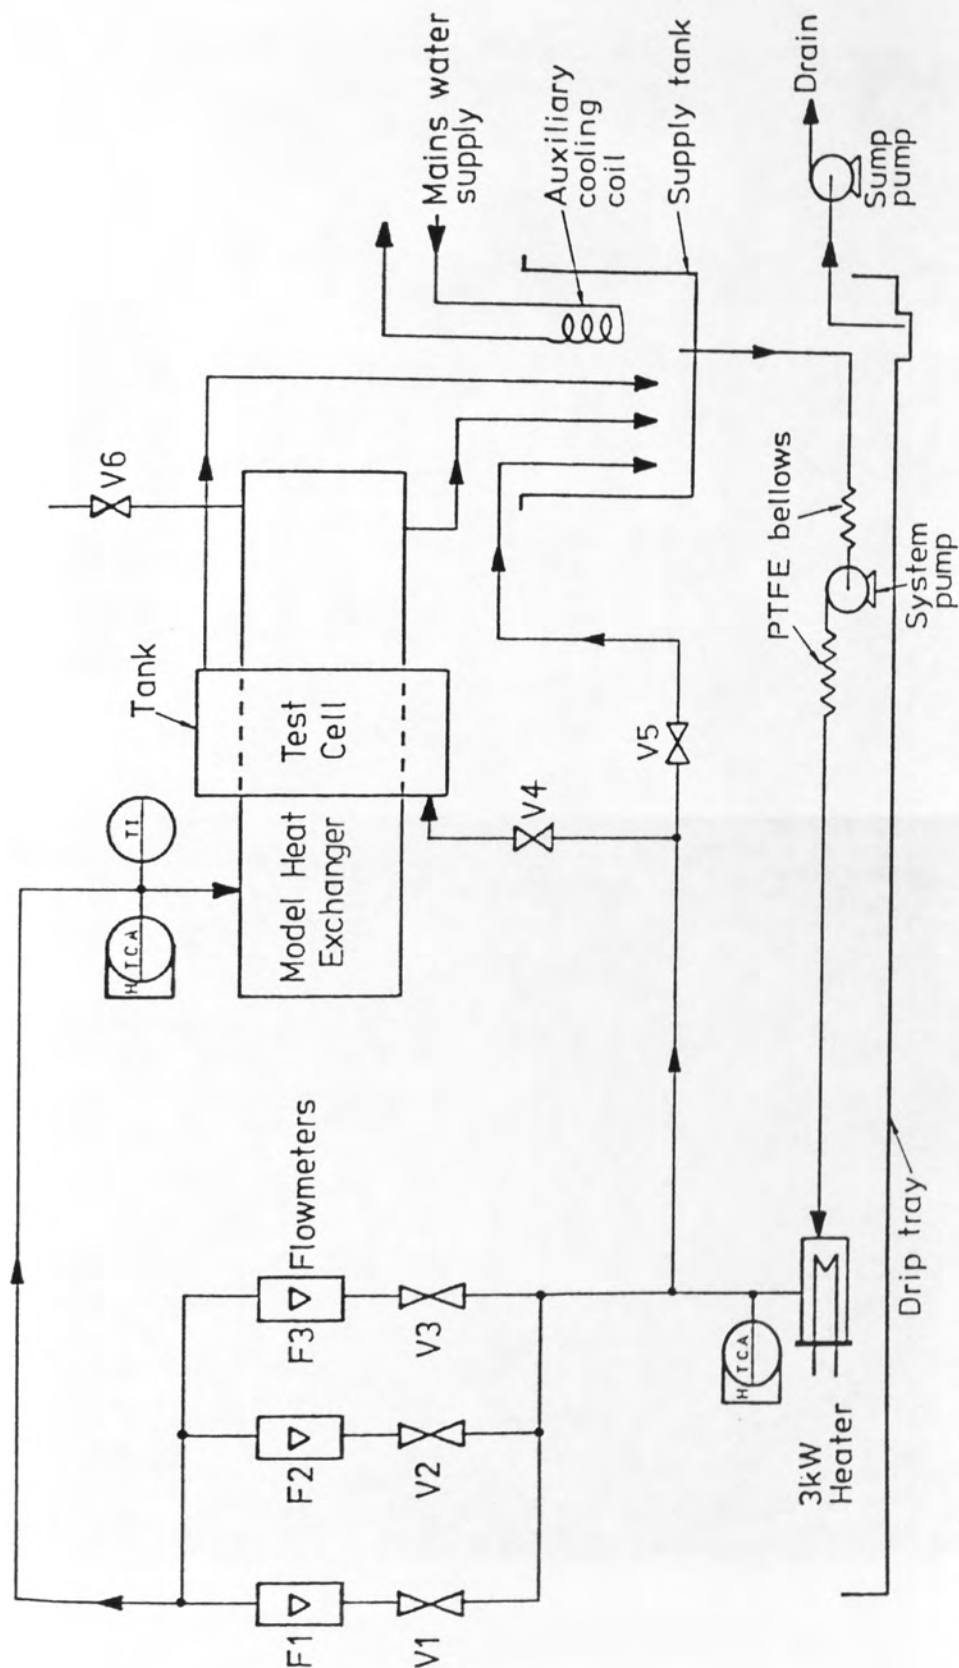 V6
Mains water
supply
Tank
TI
H/TCA
Model Heat
Exchanger
Test
Cell
Auxiliary
cooling
coil
Supply tank
V4
V5
F1
F2
F3
Flowmeters
V1
V2
V3
H/TCA
3kW
Heater
PTFE bellows
System
pump
Drain
Sump
pump
Drip tray